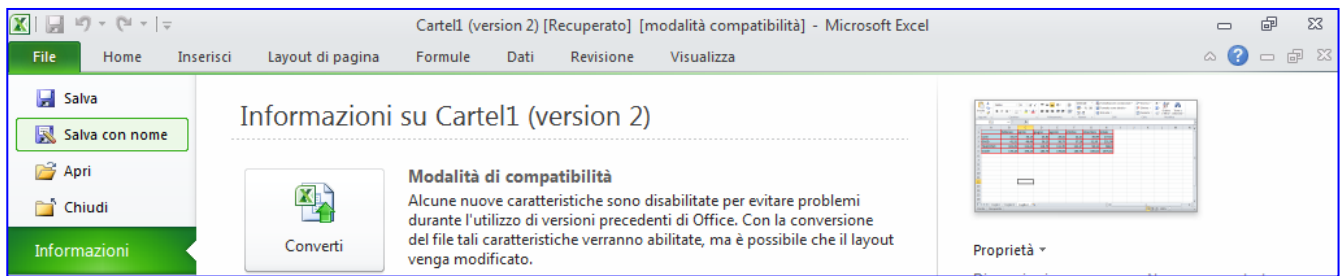 Cartel1 (version 2) [Recuperato] [modalità compatibilità] - Microsoft Excel
File Home Inserisci Layout di pagina Formule Dati Revisione Visualizza
Salva
Salva con nome
Apri
Chiudi
Informazioni
Informazioni su Cartel1 (version 2)
Converti
Modalità di compatibilità
Alcune nuove caratteristiche sono disabilitate per evitare problemi
durante l'utilizzo di versioni precedenti di Office. Con la conversione
del file tali caratteristiche verranno abilitate, ma è possibile che il layout
venga modificato.
Proprietà